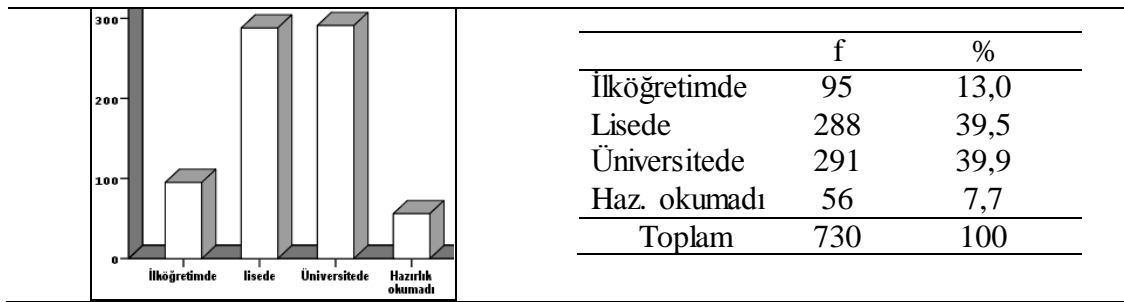 300
200
100
0
İlköğretimde lisede Üniversitede Hazırlık
okumadı
f %
İlköğretimde 95 13,0
Lisede 288 39,5
Üniversitede 291 39,9
Haz. okumadı 56 7,7
Toplam 730 100